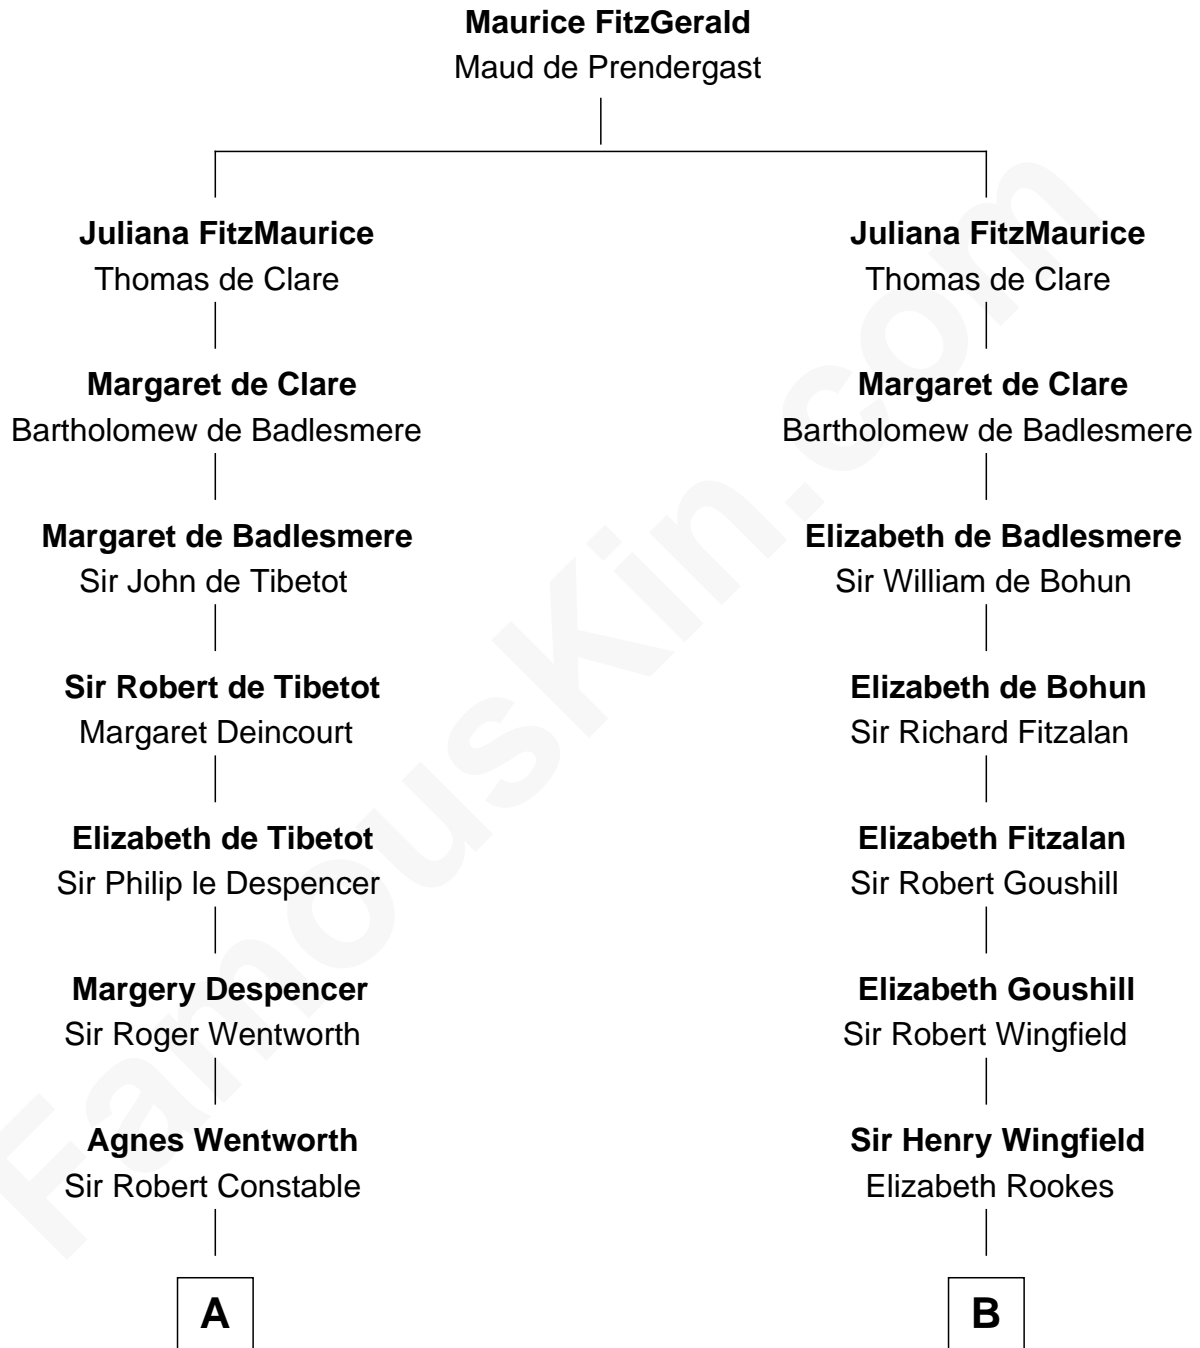 Maurice FitzGerald
Maud de Prendergast
Juliana FitzMaurice
Thomas de Clare
Juliana FitzMaurice
Thomas de Clare
Margaret de Clare
Bartholomew de Badlesmere
Margaret de Clare
Bartholomew de Badlesmere
Margaret de Badlesmere
Sir John de Tibetot
Elizabeth de Badlesmere
Sir William de Bohun
Sir Robert de Tibetot
Margaret Deincourt
Elizabeth de Bohun
Sir Richard Fitzalan
Elizabeth de Tibetot
Sir Philip le Despencer
Elizabeth Fitzalan
Sir Robert Goushill
Margery Despencer
Sir Roger Wentworth
Elizabeth Goushill
Sir Robert Wingfield
Agnes Wentworth
Sir Robert Constable
Sir Henry Wingfield
Elizabeth Rookes
A
B
FamousKin.com